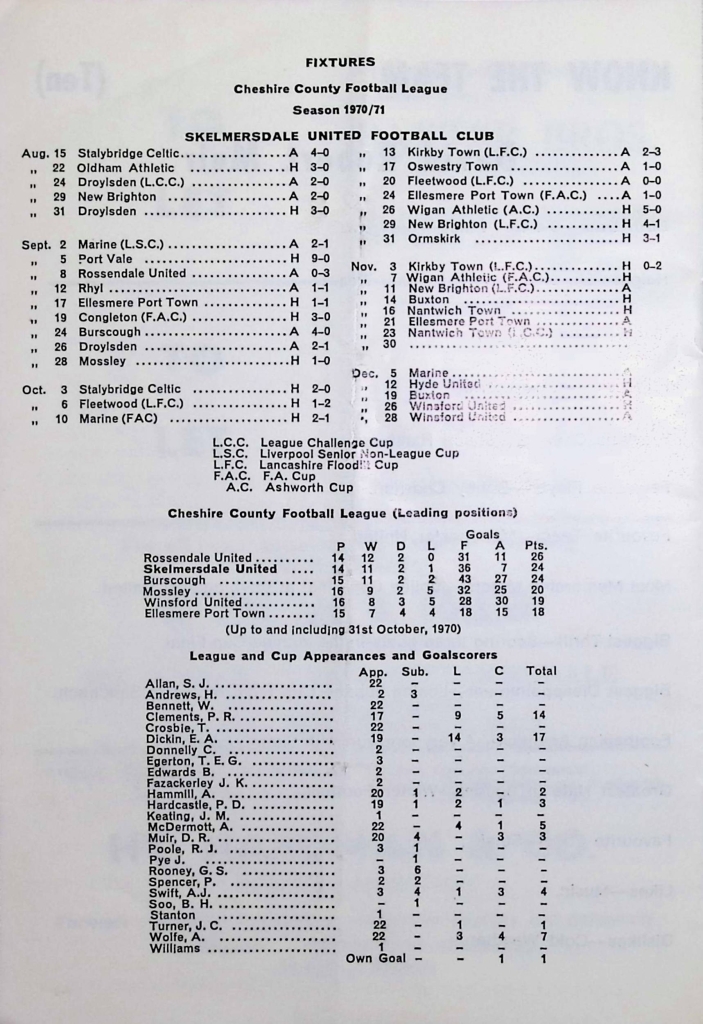 FIXTURES
Cheshire County Football League
Season 1970/71
SKELMERSDALE UNITED FOOTBALL CLUB
Aug. 15 Stalybridge Celtic................A 4–0
„ 22 Oldham Athletic ................H 3–0
„ 24 Droylsden (L.C.C.) ................A 2–0
„ 29 New Brighton ................A 2–0
„ 31 Droylsden ................H 3–0
Sept. 2 Marine (L.S.C.) ................A 2–1
„ 5 Port Vale ................H 9–0
„ 8 Rossendale United ................A 0–3
„ 12 Rhyl ................A 1–1
„ 17 Ellesmere Port Town ................H 1–1
„ 19 Congleton (F.A.C.) ................H 3–0
„ 24 Burscough ................A 4–0
„ 26 Droylsden ................A 2–1
„ 28 Mossley ................H 1–0
Oct. 3 Stalybridge Celtic ................H 2–0
„ 6 Fleetwood (L.F.C.) ................H 1–2
„ 10 Marine (FAC) ................H 2–1
„ 13 Kirkby Town (L.F.C.) ................A 2–3
„ 17 Oswestry Town ................A 1–0
„ 20 Fleetwood (L.F.C.) ................A 0–0
„ 24 Ellesmere Port Town (F.A.C.) ....A 1–0
„ 26 Wigan Athletic (A.C.) ................H 5–0
„ 29 New Brighton (L.F.C.) ................H 4–1
„ 31 Ormskirk ................H 3–1
Nov. 3 Kirkby Town (L.F.C.)................H 0–2
„ 7 Wigan Athletic (F.A.C.)................H
„ 11 New Brighton (L.F.C.)................A
„ 14 Buxton ................H
„ 16 Nantwich Town ................H
„ 21 Ellesmere Port Town ................A
„ 23 Nantwich Town (L.C.C.) ................H
„ 30 ................
Dec. 5 Marine ................A
„ 12 Hyde United ................H
„ 19 Buxton ................A
„ 26 Winsford United ................H
„ 28 Winsford United ................A
L.C.C. League Challenge Cup
L.S.C. Liverpool Senior Non-League Cup
L.F.C. Lancashire Floodlit Cup
F.A.C. F.A. Cup
A.C. Ashworth Cup
Cheshire County Football League (Leading positions)
Goals
P W D L F A Pts.
Rossendale United .......... 14 12 2 0 31 11 26
Skelmersdale United .... 14 11 2 1 36 7 24
Burscough ................ 15 11 2 2 43 27 24
Mossley ................ 16 9 2 5 32 25 20
Winsford United............ 16 8 3 5 28 30 19
Ellesmere Port Town ........ 15 7 4 4 18 15 18
(Up to and including 31st October, 1970)
League and Cup Appearances and Goalscorers
App. Sub. L C Total
Allan, S. J. ................ 22 – – – –
Andrews, H. ................ 2 3 – – –
Bennett, W. ................ 22 – – – –
Clements, P. R. ................ 17 – 9 5 14
Crosbie, T. ................ 22 – – – –
Dickin, E. A. ................ 19 – 14 3 17
Donnelly C. ................ 2 – – – –
Egerton, T. E. G. ................ 3 – – – –
Edwards B. ................ 2 – – – –
Fazackerley J. K. ................ 2 – – – –
Hammill, A. ................ 20 1 2 – 2
Hardcastle, P. D. ................ 19 1 2 1 3
Keating, J. M. ................ 1 – – – –
McDermott, A. ................ 22 – 4 1 5
Muir, D. R. ................ 20 4 – 3 3
Poole, R. J. ................ 3 1 – – –
Pye J. ................ – 1 – – –
Rooney, G. S. ................ 3 6 – – –
Spencer, P. ................ 2 2 – – –
Swift, A.J. ................ 3 4 1 3 4
Soo, B. H. ................ – 1 – – –
Stanton ................ 1 – – – –
Turner, J. C. ................ 22 – 1 – 1
Wolfe, A. ................ 22 – 3 4 7
Williams ................ 1 – – – –
Own Goal – – 1 1